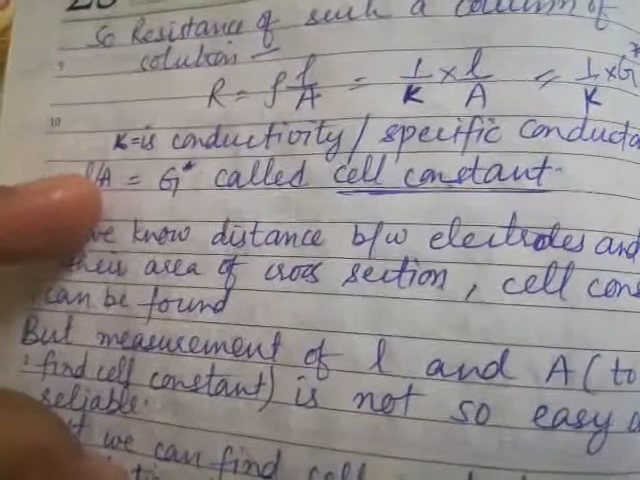 So Resistance of such a column of
solution =
R = ρ l/A = 1/K × l/A = 1/K × G*
K = is conductivity / specific conducta
l/A = G* called cell constant.
we know distance b/w electrodes and
their area of cross section, cell cons
can be found
But measurement of l and A (to
find cell constant) is not so easy
reliable.
we can find cell